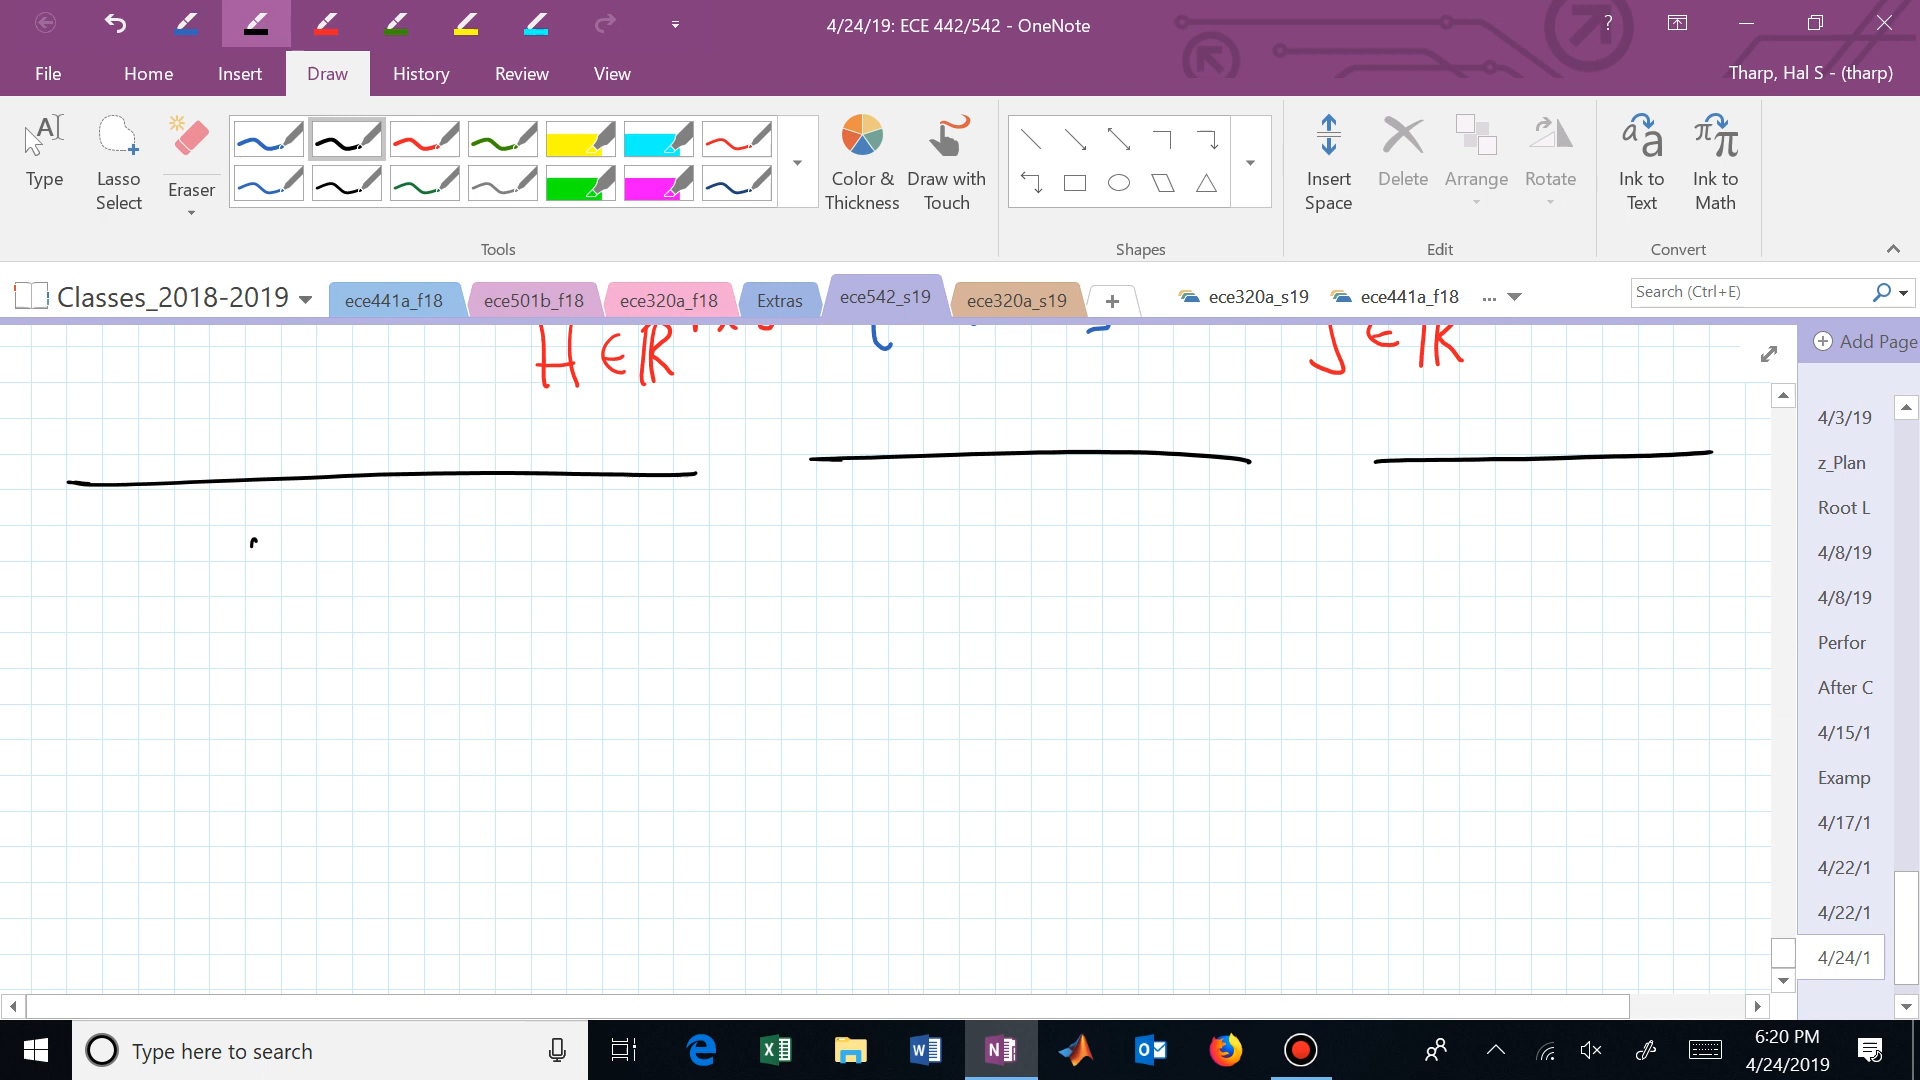 4/24/19: ECE 442/542 - OneNote
?
File
Home
Insert
Draw
History
Review
View
Tharp, Hal S - (tharp)
Type
Lasso Select
Eraser
Color & Thickness
Draw with Touch
Insert Space
Delete
Arrange
Rotate
Ink to Text
Ink to Math
Tools
Shapes
Edit
Convert
Classes_2018-2019
ece441a_f18
ece501b_f18
ece320a_f18
Extras
ece542_s19
ece320a_s19
+
ece320a_s19
ece441a_f18
...
Search (Ctrl+E)
H ∈ ℝ
J ∈ ℝ
Add Page
4/3/19
z_Plan
Root L
4/8/19
4/8/19
Perfor
After C
4/15/1
Examp
4/17/1
4/22/1
4/22/1
4/24/1
Type here to search
6:20 PM
4/24/2019